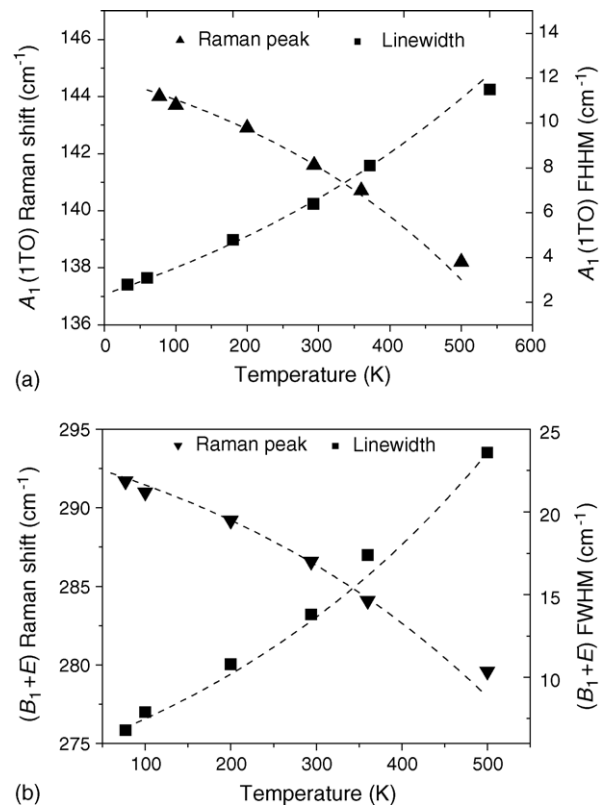 146
144
142
140
138
136
A₁(1TO) Raman shift (cm⁻¹)
▲ Raman peak ■ Linewidth
12
10
8
6
4
2
A₁(1TO) FHHM (cm⁻¹)
0 100 200 300 400 500 600
Temperature (K)
(a)
295
290
285
280
275
(B₁+E) Raman shift (cm⁻¹)
▼ Raman peak ■ Linewidth
25
20
15
10
(B₁+E) FWHM (cm⁻¹)
100 200 300 400 500
Temperature (K)
(b)